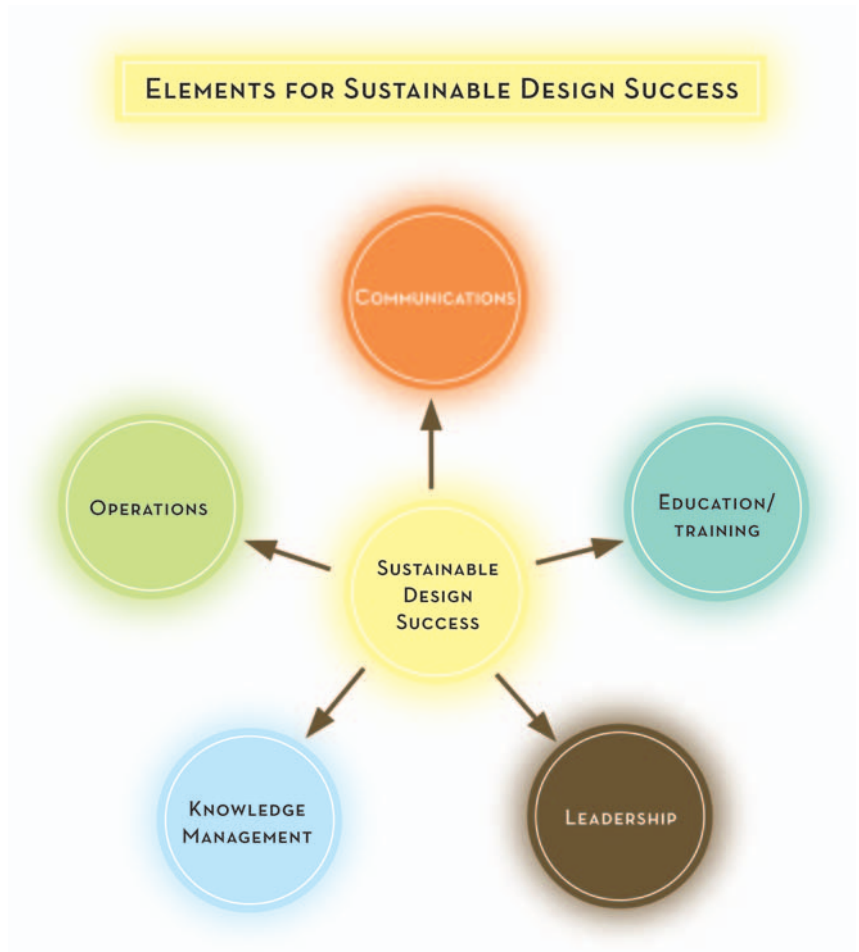 Elements for Sustainable Design Success
Communications
Operations
Education/
training
Sustainable
Design
Success
Knowledge
Management
Leadership